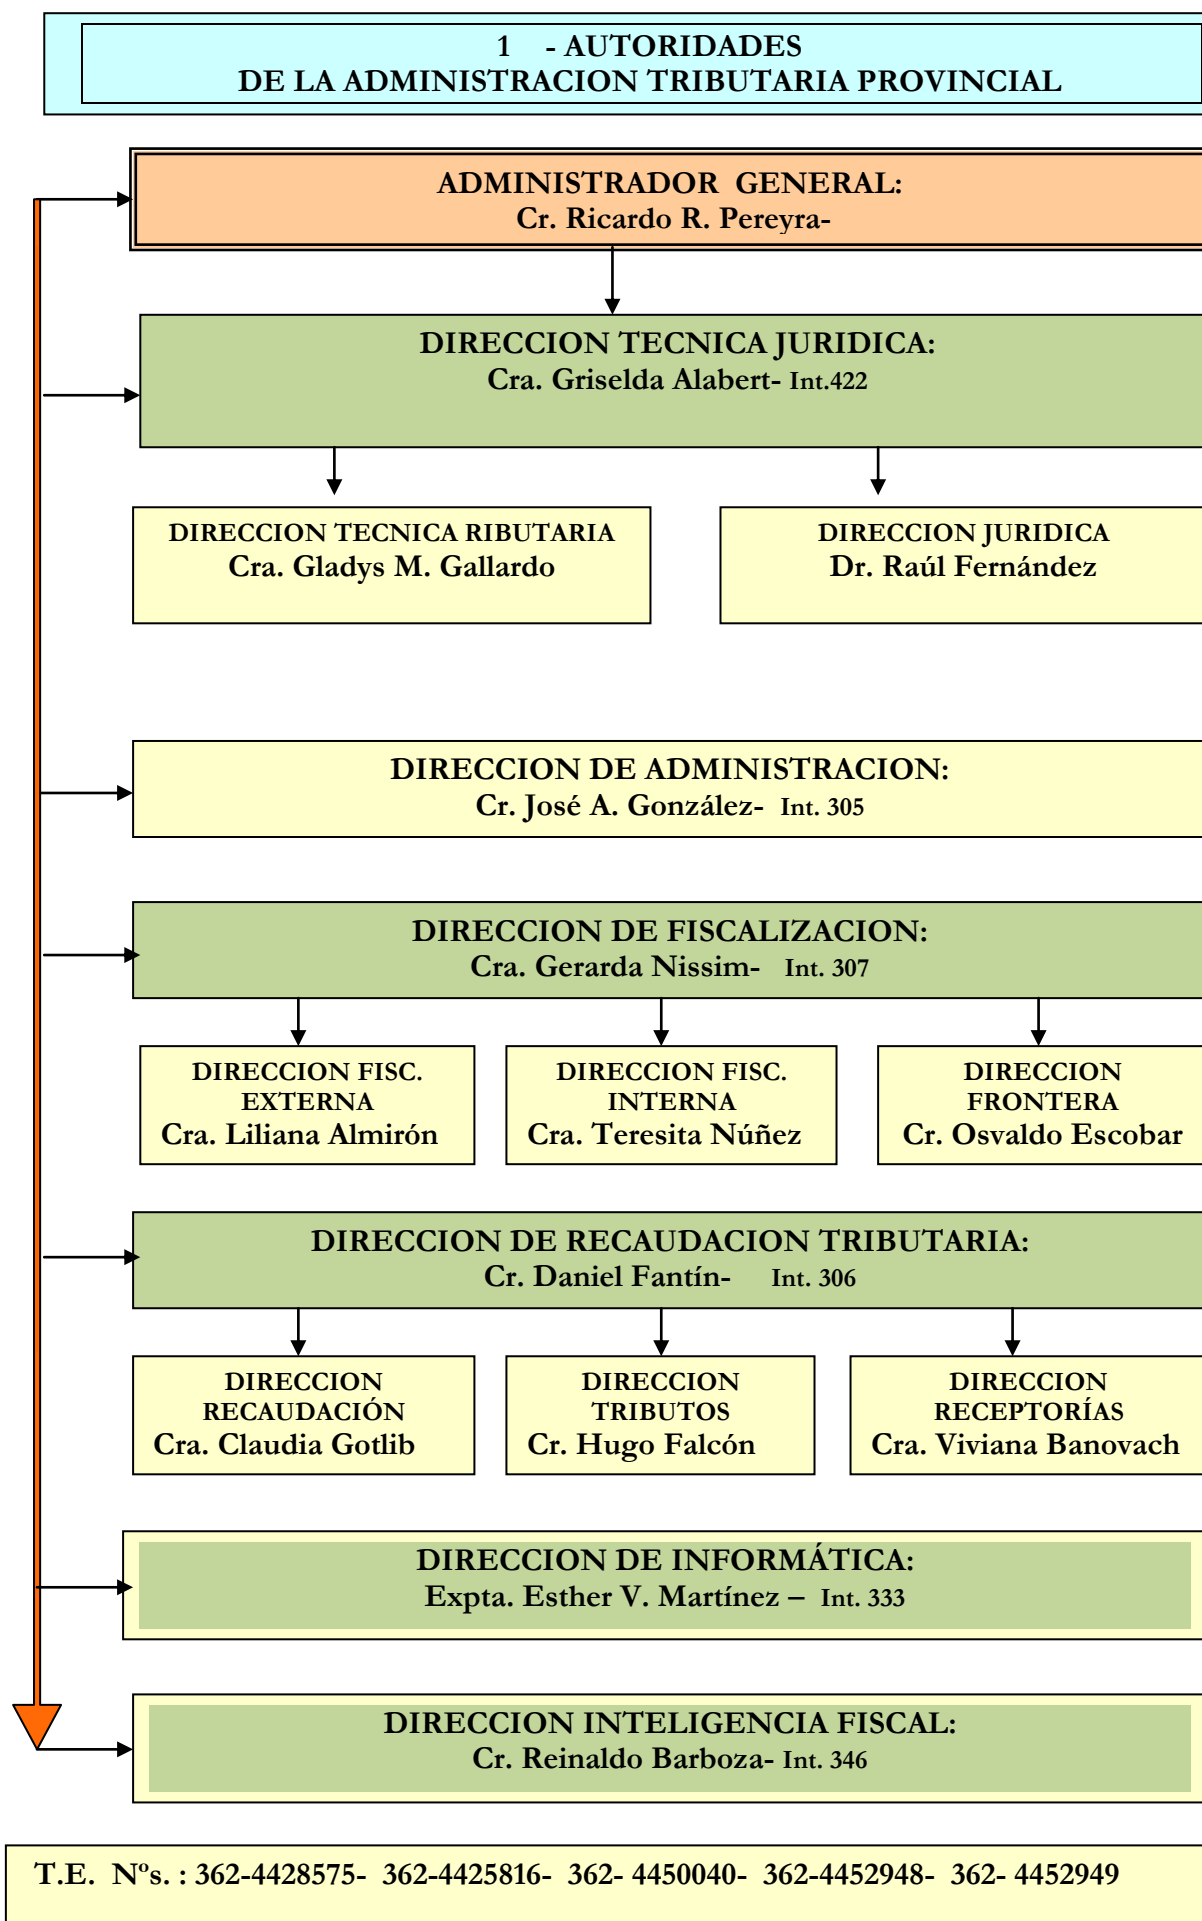 1 - AUTORIDADES
DE LA ADMINISTRACION TRIBUTARIA PROVINCIAL
ADMINISTRADOR GENERAL:
Cr. Ricardo R. Pereyra-
DIRECCION TECNICA JURIDICA:
Cra. Griselda Alabert- Int.422
DIRECCION TECNICA RIBUTARIA
Cra. Gladys M. Gallardo
DIRECCION JURIDICA
Dr. Raúl Fernández
DIRECCION DE ADMINISTRACION:
Cr. José A. González- Int. 305
DIRECCION DE FISCALIZACION:
Cra. Gerarda Nissim- Int. 307
DIRECCION FISC.
EXTERNA
Cra. Liliana Almirón
DIRECCION FISC.
INTERNA
Cra. Teresita Núñez
DIRECCION
FRONTERA
Cr. Osvaldo Escobar
DIRECCION DE RECAUDACION TRIBUTARIA:
Cr. Daniel Fantín- Int. 306
DIRECCION
RECAUDACIÓN
Cra. Claudia Gotlib
DIRECCION
TRIBUTOS
Cr. Hugo Falcón
DIRECCION
RECEPTORÍAS
Cra. Viviana Banovach
DIRECCION DE INFORMÁTICA:
Expta. Esther V. Martínez – Int. 333
DIRECCION INTELIGENCIA FISCAL:
Cr. Reinaldo Barboza- Int. 346
T.E. Nºs. : 362-4428575- 362-4425816- 362- 4450040- 362-4452948- 362- 4452949